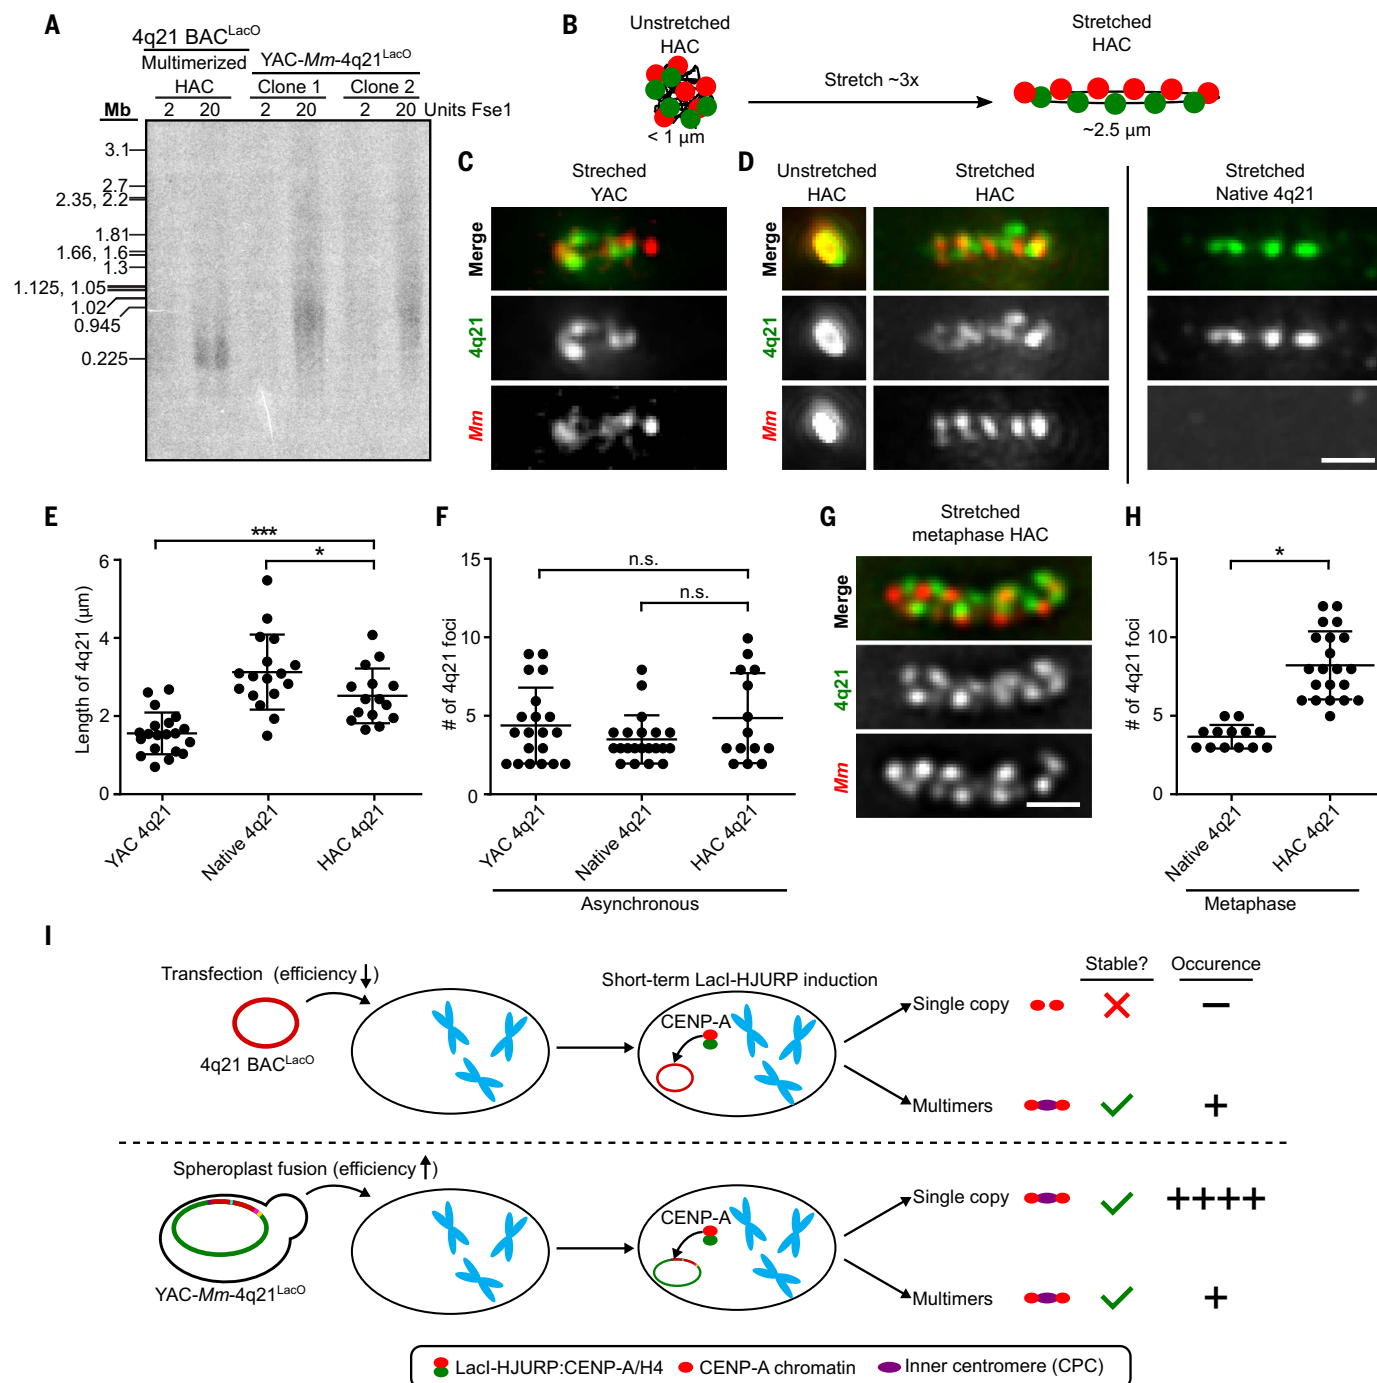 A
4q21 BAC^LacO
Multimerized
YAC-Mm-4q21^LacO
HAC
Clone 1
Clone 2
Mb
2
20
2
20
2
20
Units Fse1
3.1
2.7
2.35, 2.2
1.81
1.66, 1.6
1.3
1.125, 1.05
1.02
0.945
0.225
B
Unstretched
HAC
Stretched
HAC
Stretch ~3x
< 1 µm
~2.5 µm
C
Streched
YAC
Merge
4q21
Mm
D
Unstretched
HAC
Stretched
HAC
Stretched
Native 4q21
Merge
4q21
Mm
E
***
*
Length of 4q21 (µm)
6
4
2
0
YAC 4q21
Native 4q21
HAC 4q21
F
n.s.
n.s.
# of 4q21 foci
15
10
5
0
YAC 4q21
Native 4q21
HAC 4q21
Asynchronous
G
Stretched
metaphase HAC
Merge
4q21
Mm
H
*
# of 4q21 foci
15
10
5
0
Native 4q21
HAC 4q21
Metaphase
I
Transfection (efficiency↓)
4q21 BAC^LacO
Short-term LacI-HJURP induction
CENP-A
Stable?
Occurence
Single copy
−
Multimers
+
Spheroplast fusion (efficiency↑)
YAC-Mm-4q21^LacO
CENP-A
Single copy
++++
Multimers
+
LacI-HJURP:CENP-A/H4
CENP-A chromatin
Inner centromere (CPC)